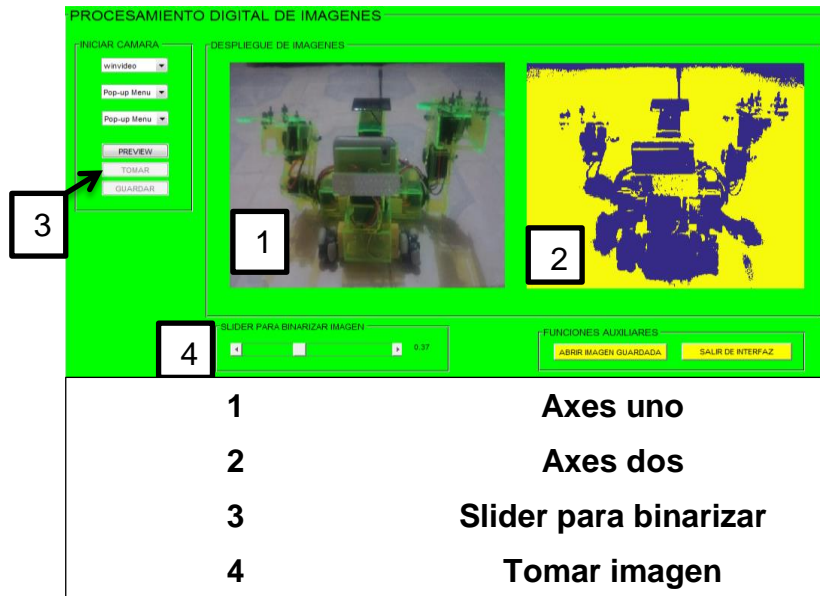 PROCESAMIENTO DIGITAL DE IMAGENES
INICIAR CAMARA
winvideo
Pop-up Menu
Pop-up Menu
PREVIEW
TOMAR
GUARDAR
3
DESPLIEGUE DE IMAGENES
1
2
4
SLIDER PARA BINARIZAR IMAGEN
0.37
FUNCIONES AUXILIARES
ABRIR IMAGEN GUARDADA
SALIR DE INTERFAZ
1 Axes uno
2 Axes dos
3 Slider para binarizar
4 Tomar imagen